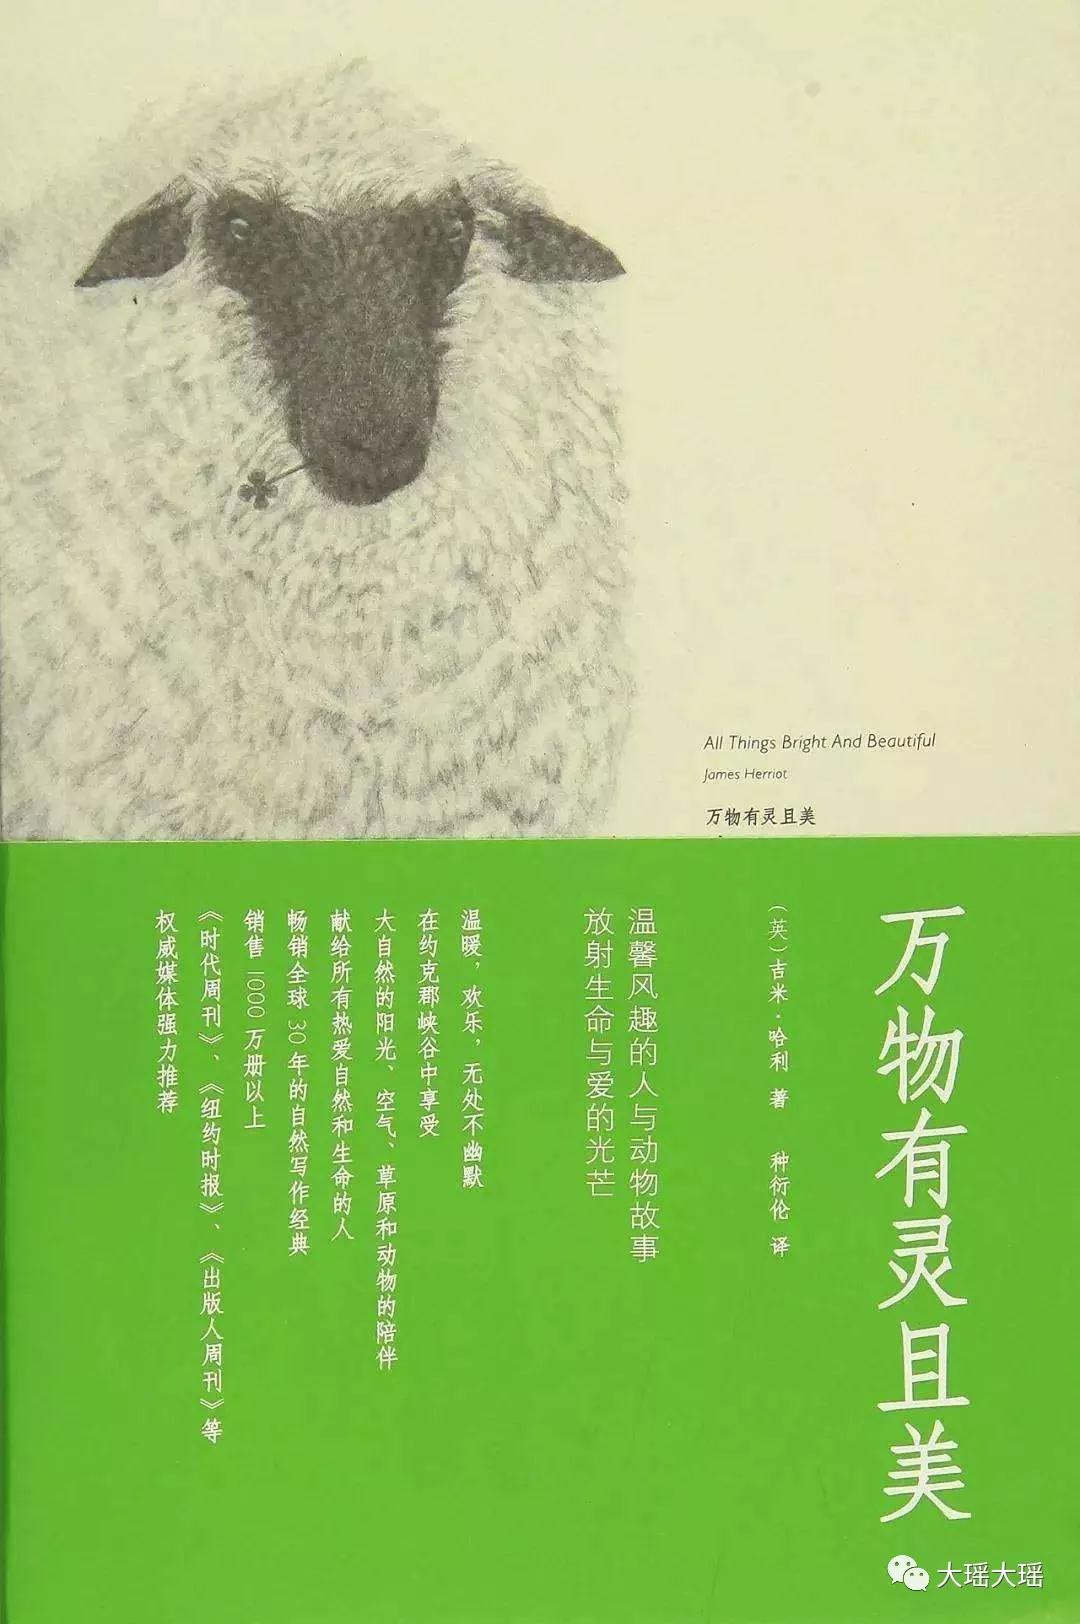 All Things Bright And Beautiful
James Herriot
万物有灵且美
万物有灵且美
（英）吉米·哈利 著 种衍伦 译
温馨风趣的人与动物故事
放射生命与爱的光芒
温暖，欢乐，无处不幽默
在约克郡峡谷中享受
大自然的阳光、空气、草原和动物的陪伴
献给所有热爱自然和生命的人
畅销全球 30 年的自然写作经典
销售 1000 万册以上
《时代周刊》、《纽约时报》、《出版人周刊》等
权威媒体强力推荐
大瑶大瑶